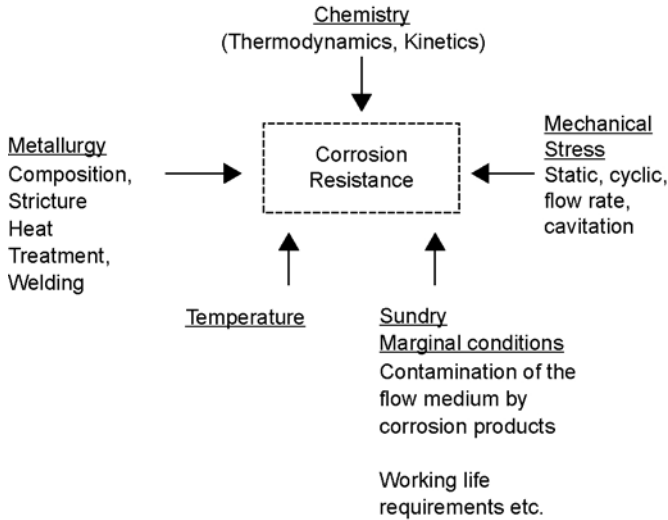 Chemistry
(Thermodynamics, Kinetics)
Metallurgy
Composition,
Stricture
Heat
Treatment,
Welding
Corrosion
Resistance
Mechanical
Stress
Static, cyclic,
flow rate,
cavitation
Temperature
Sundry
Marginal conditions
Contamination of the
flow medium by
corrosion products
Working life
requirements etc.